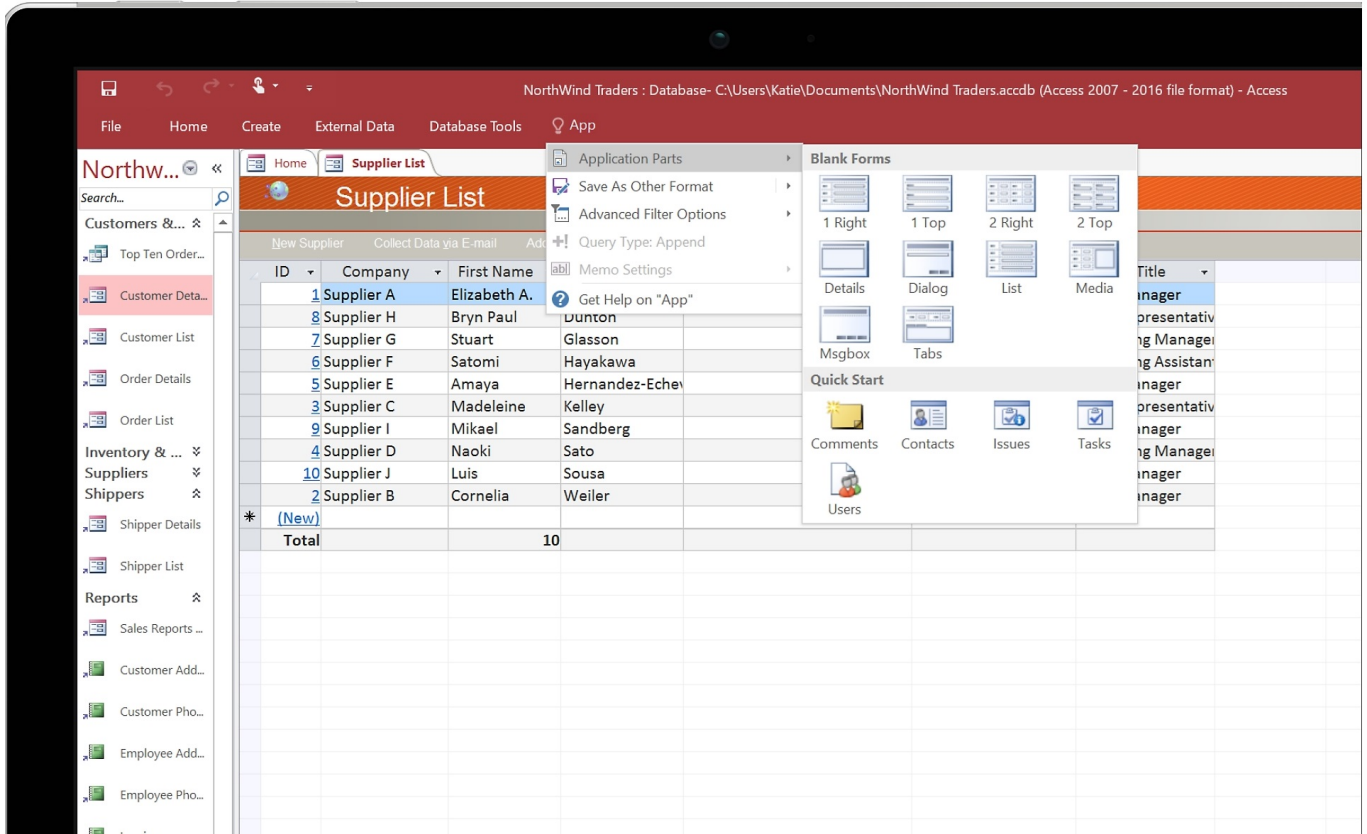 NorthWind Traders : Database- C:\Users\Katie\Documents\NorthWind Traders.accdb (Access 2007 - 2016 file format) - Access
File Home Create External Data Database Tools App
Northw...
Search...
Customers &...
Top Ten Order...
Customer Deta...
Customer List
Order Details
Order List
Inventory & ...
Suppliers
Shippers
Shipper Details
Shipper List
Reports
Sales Reports ...
Customer Add...
Customer Pho...
Employee Add...
Employee Pho...
Home Supplier List
Supplier List
New Supplier Collect Data via E-mail Add
ID Company First Name Title
1 Supplier A Elizabeth A. anager
8 Supplier H Bryn Paul Dunton presentativ
7 Supplier G Stuart Glasson ng Manager
6 Supplier F Satomi Hayakawa ng Assistant
5 Supplier E Amaya Hernandez-Echev anager
3 Supplier C Madeleine Kelley presentativ
9 Supplier I Mikael Sandberg anager
4 Supplier D Naoki Sato ng Manager
10 Supplier J Luis Sousa anager
2 Supplier B Cornelia Weiler anager
(New)
Total 10
Application Parts
Save As Other Format
Advanced Filter Options
Query Type: Append
abl Memo Settings
Get Help on "App"
Blank Forms
1 Right 1 Top 2 Right 2 Top
Details Dialog List Media
Msgbox Tabs
Quick Start
Comments Contacts Issues Tasks
Users